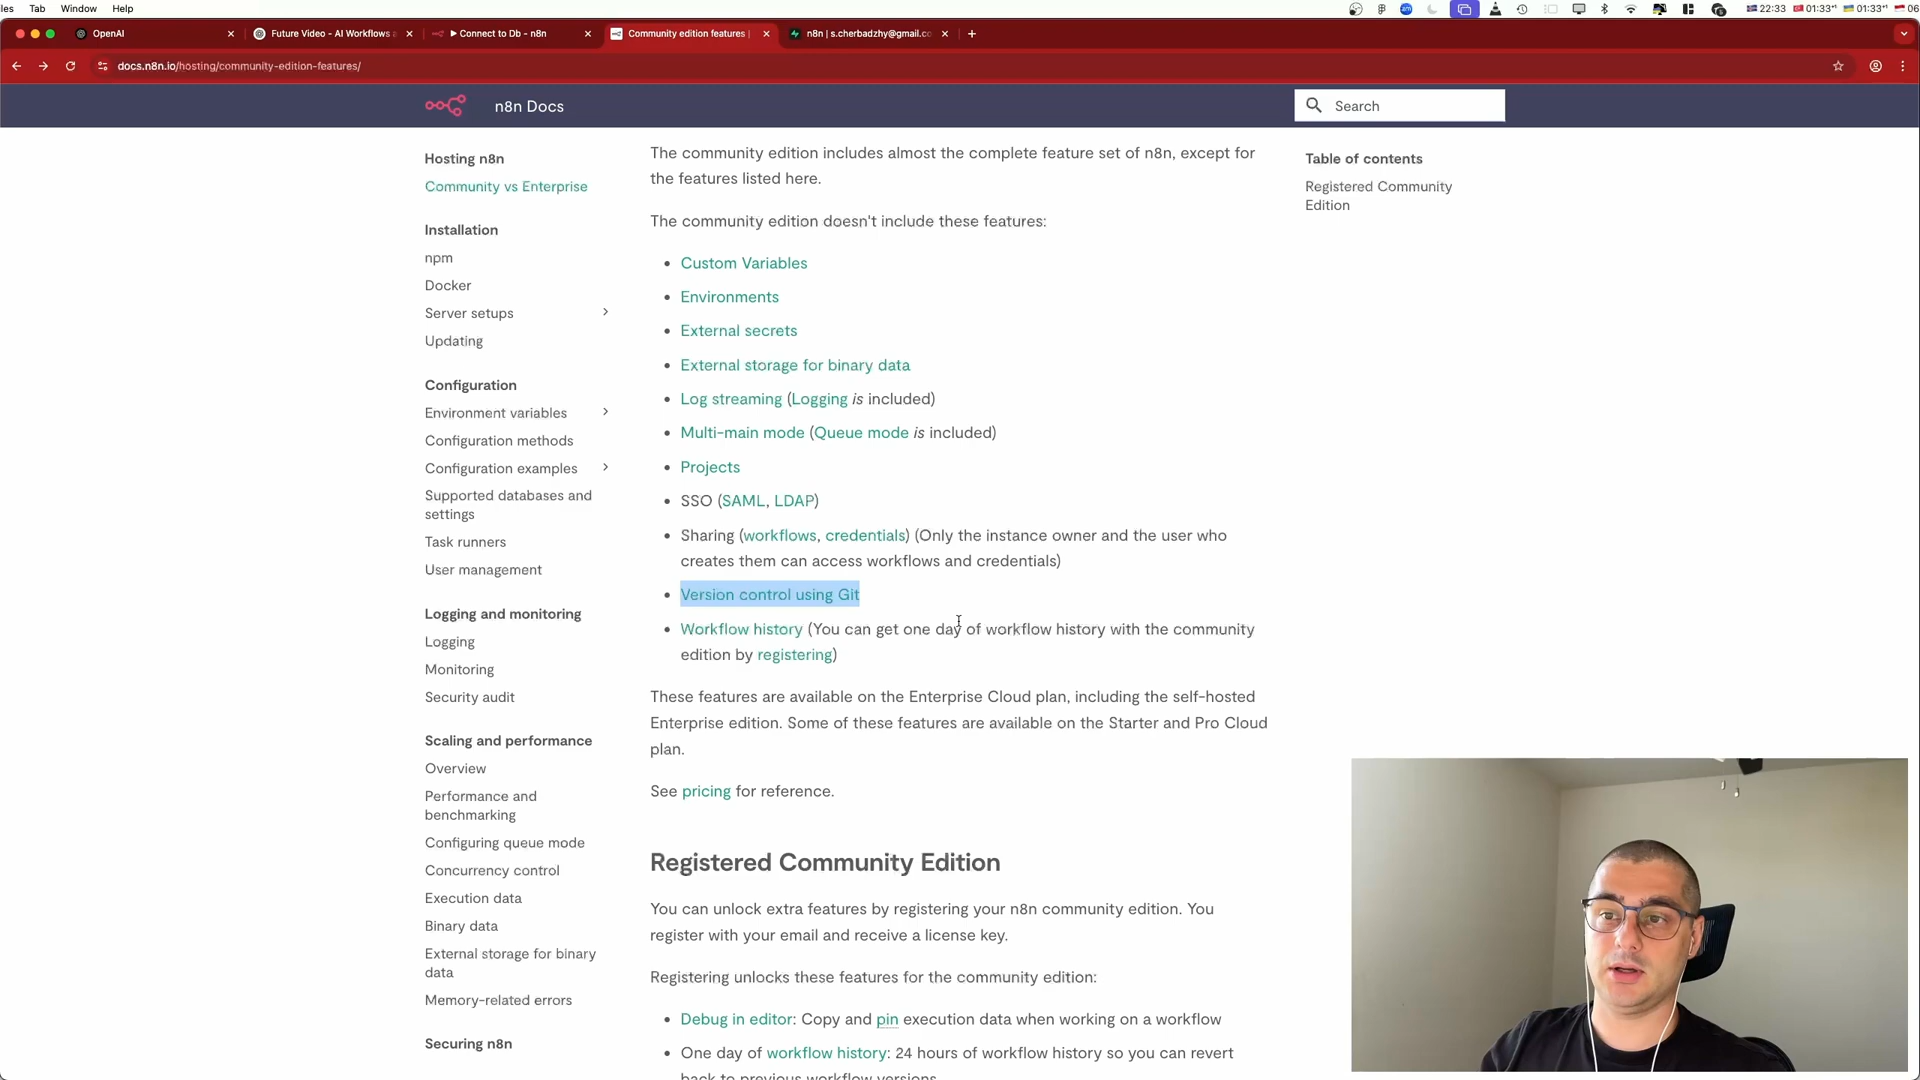 les Tab Window Help
22:33 01:33+1 01:33+1 06
OpenAI
Future Video - AI Workflows a
Connect to Db - n8n
Community edition features |
n8n | s.cherbadzhy@gmail.co
docs.n8n.io/hosting/community-edition-features/
n8n Docs
Search
Hosting n8n
Community vs Enterprise
Installation
npm
Docker
Server setups
Updating
Configuration
Environment variables
Configuration methods
Configuration examples
Supported databases and
settings
Task runners
User management
Logging and monitoring
Logging
Monitoring
Security audit
Scaling and performance
Overview
Performance and
benchmarking
Configuring queue mode
Concurrency control
Execution data
Binary data
External storage for binary
data
Memory-related errors
Securing n8n
The community edition includes almost the complete feature set of n8n, except for
the features listed here.
The community edition doesn't include these features:
Custom Variables
Environments
External secrets
External storage for binary data
Log streaming (Logging is included)
Multi-main mode (Queue mode is included)
Projects
SSO (SAML, LDAP)
Sharing (workflows, credentials) (Only the instance owner and the user who
creates them can access workflows and credentials)
Version control using Git
Workflow history (You can get one day of workflow history with the community
edition by registering)
These features are available on the Enterprise Cloud plan, including the self-hosted
Enterprise edition. Some of these features are available on the Starter and Pro Cloud
plan.
See pricing for reference.
Registered Community Edition
You can unlock extra features by registering your n8n community edition. You
register with your email and receive a license key.
Registering unlocks these features for the community edition:
Debug in editor: Copy and pin execution data when working on a workflow
One day of workflow history: 24 hours of workflow history so you can revert
back to previous workflow versions
Table of contents
Registered Community
Edition